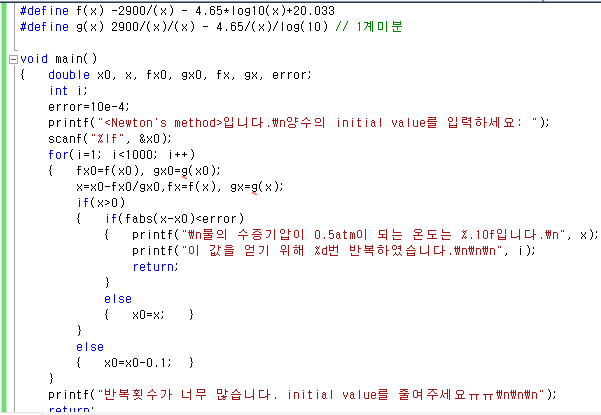 #define f(x) -2900/(x) - 4.65*log10(x)+20.033
#define g(x) 2900/(x)/(x) - 4.65/(x)/log(10) // 1계미분
void main()
{ double x0, x, fx0, gx0, fx, gx, error;
int i;
error=10e-4;
printf("<Newton's method>입니다.₩n양수의 initial value를 입력하세요: ");
scanf("%lf", &x0);
for(i=1; i<1000; i++)
{ fx0=f(x0), gx0=g(x0);
x=x0-fx0/gx0,fx=f(x), gx=g(x);
if(x>0)
{ if(fabs(x-x0)<error)
{ printf("₩n물의 수증기압이 0.5atm이 되는 온도는 %.10f입니다.₩n", x);
printf("이 값을 얻기 위해 %d번 반복하였습니다.₩n₩n₩n", i);
return;
}
else
{ x0=x; }
}
else
{ x0=x0-0.1; }
}
printf("반복횟수가 너무 많습니다. initial value를 줄여주세요ㅠㅠ₩n₩n₩n");
return;